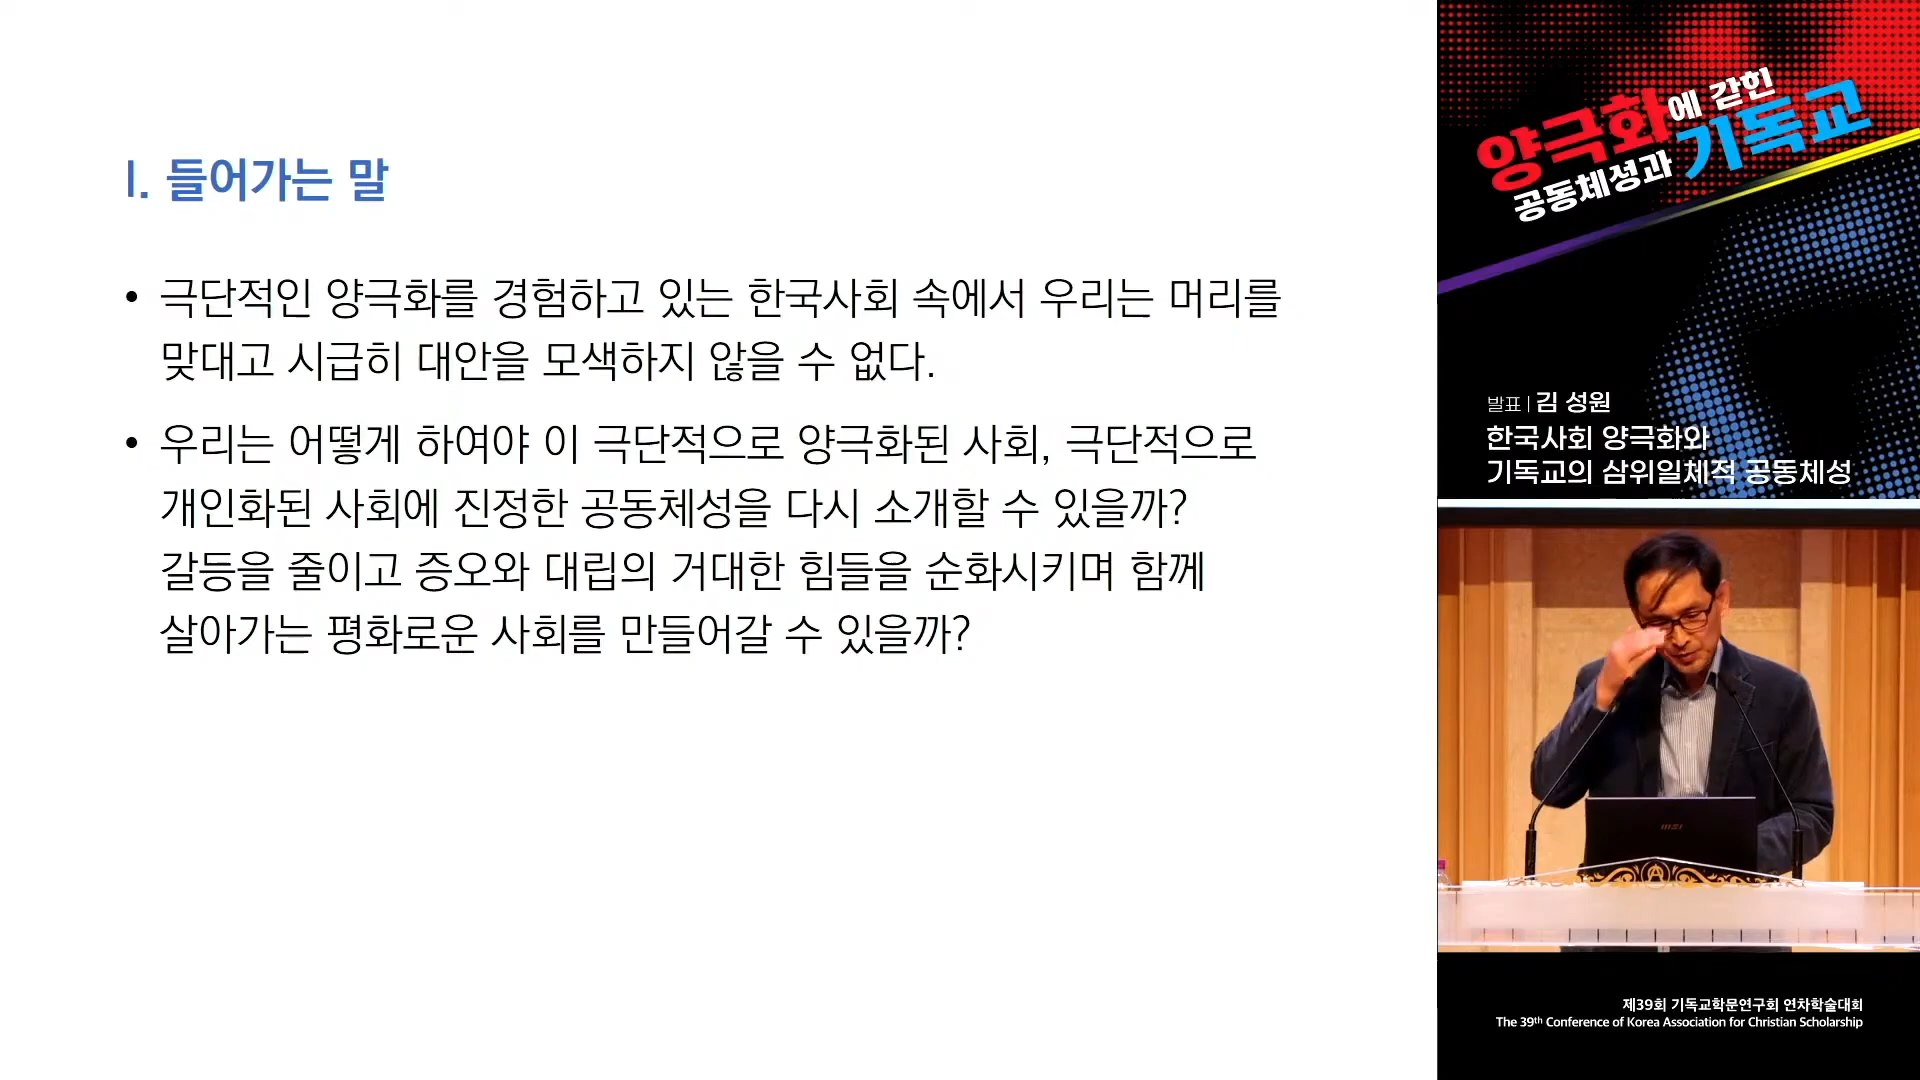 I. 들어가는 말
• 극단적인 양극화를 경험하고 있는 한국사회 속에서 우리는 머리를
맞대고 시급히 대안을 모색하지 않을 수 없다.
• 우리는 어떻게 하여야 이 극단적으로 양극화된 사회, 극단적으로
개인화된 사회에 진정한 공동체성을 다시 소개할 수 있을까?
갈등을 줄이고 증오와 대립의 거대한 힘들을 순화시키며 함께
살아가는 평화로운 사회를 만들어갈 수 있을까?
양극화에 갇힌
공동체성과 기독교
발표 | 김 성원
한국사회 양극화와
기독교의 삼위일체적 공동체성
msi
제39회 기독교학문연구회 연차학술대회
The 39th Conference of Korea Association for Christian Scholarship